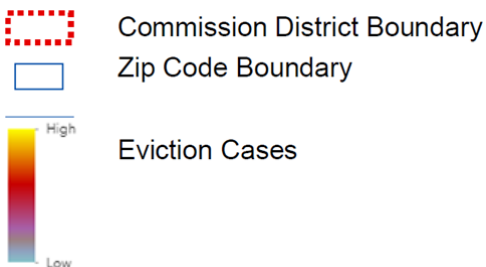 Commission District Boundary
Zip Code Boundary
High
Eviction Cases
Low